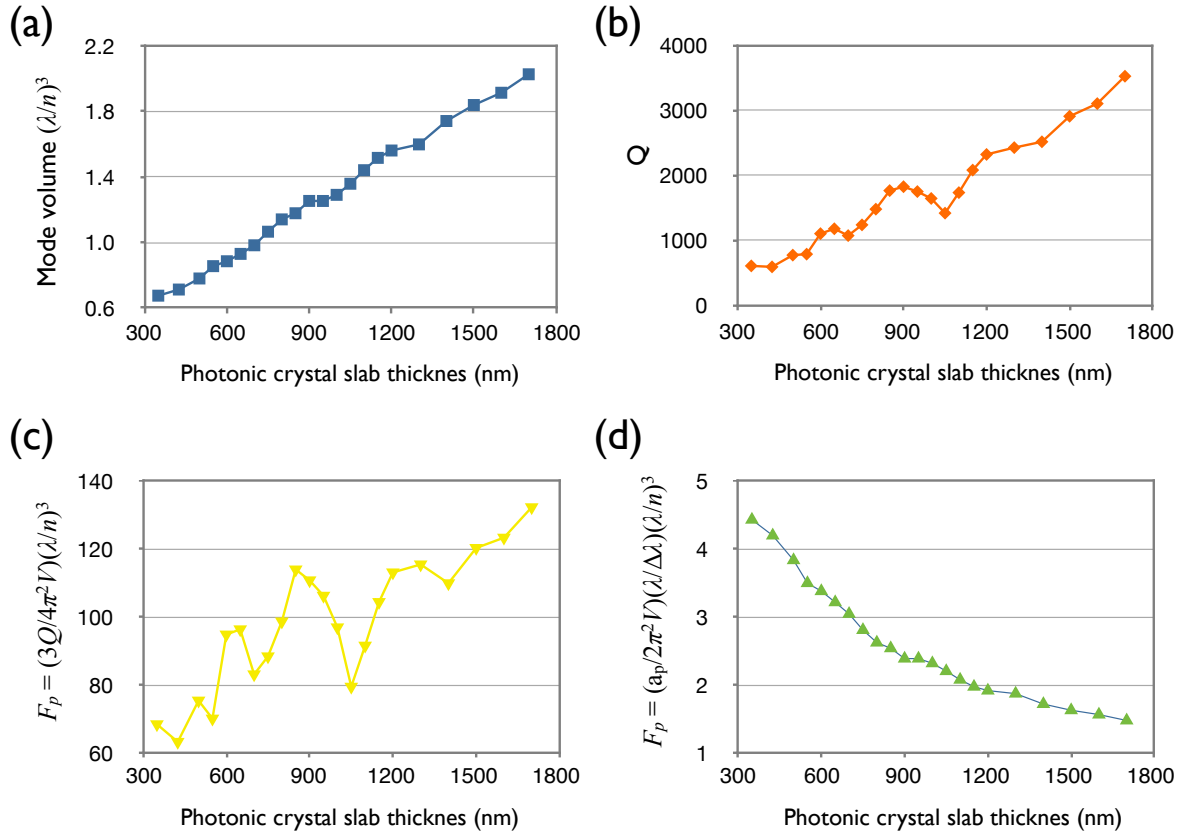 (a)
Mode volume (λ/n)³
2.2
1.8
1.4
1.0
0.6
300 600 900 1200 1500 1800
Photonic crystal slab thicknes (nm)
(b)
Q
4000
3000
2000
1000
0
300 600 900 1200 1500 1800
Photonic crystal slab thicknes (nm)
(c)
Fₚ = (3Q/4π²V)(λ/n)³
140
120
100
80
60
300 600 900 1200 1500 1800
Photonic crystal slab thicknes (nm)
(d)
Fₚ = (aₚ/2π²V)(λ/Δλ)(λ/n)³
5
4
3
2
1
300 600 900 1200 1500 1800
Photonic crystal slab thicknes (nm)